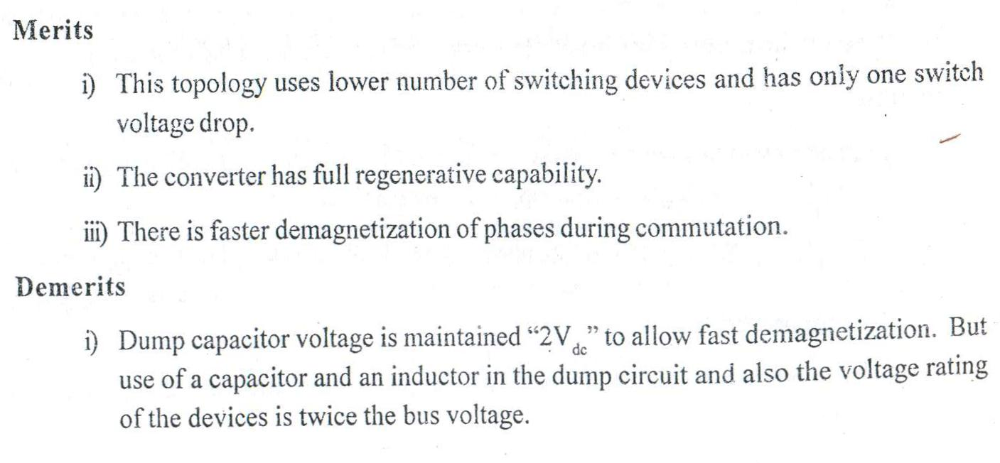 Merits
i) This topology uses lower number of switching devices and has only one switch
voltage drop.
ii) The converter has full regenerative capability.
iii) There is faster demagnetization of phases during commutation.
Demerits
i) Dump capacitor voltage is maintained “2Vdc” to allow fast demagnetization. But
use of a capacitor and an inductor in the dump circuit and also the voltage rating
of the devices is twice the bus voltage.